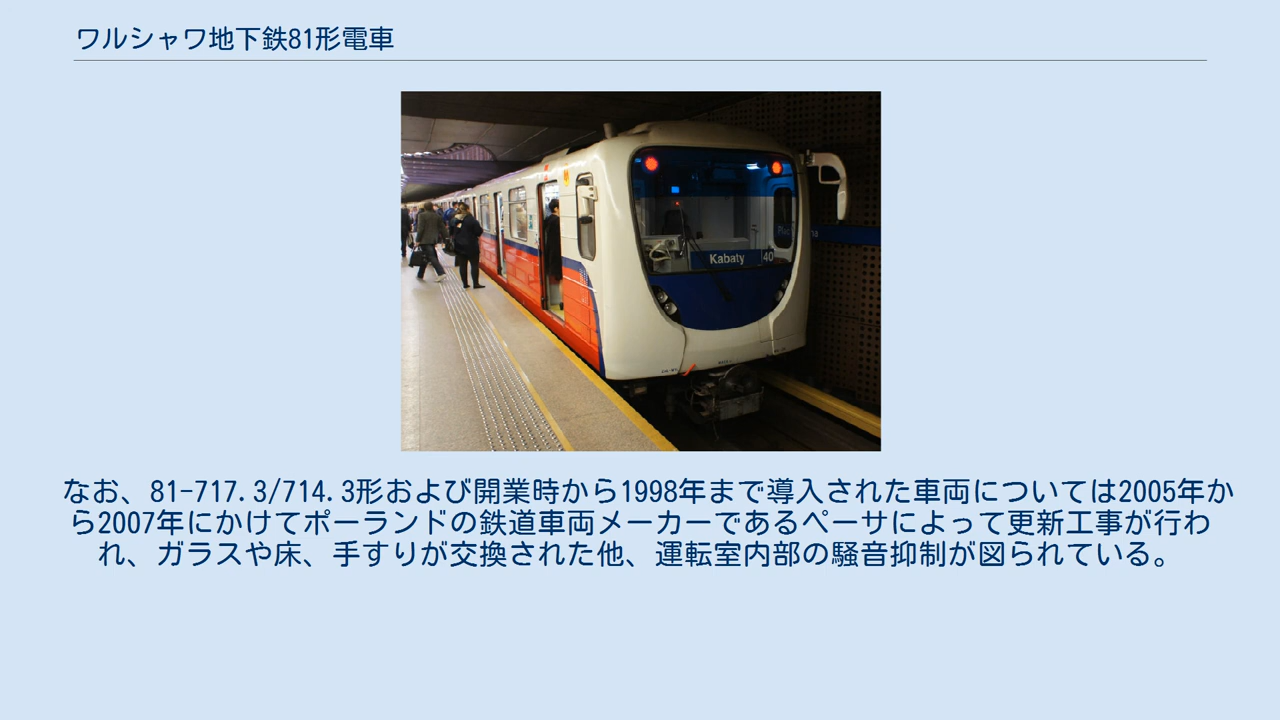 ワルシャワ地下鉄81形電車
Kabaty 40
なお、81-717.3/714.3形および開業時から1998年まで導入された車両については2005年か
ら2007年にかけてポーランドの鉄道車両メーカーであるペーサによって更新工事が行わ
れ、ガラスや床、手すりが交換された他、運転室内部の騒音抑制が図られている。